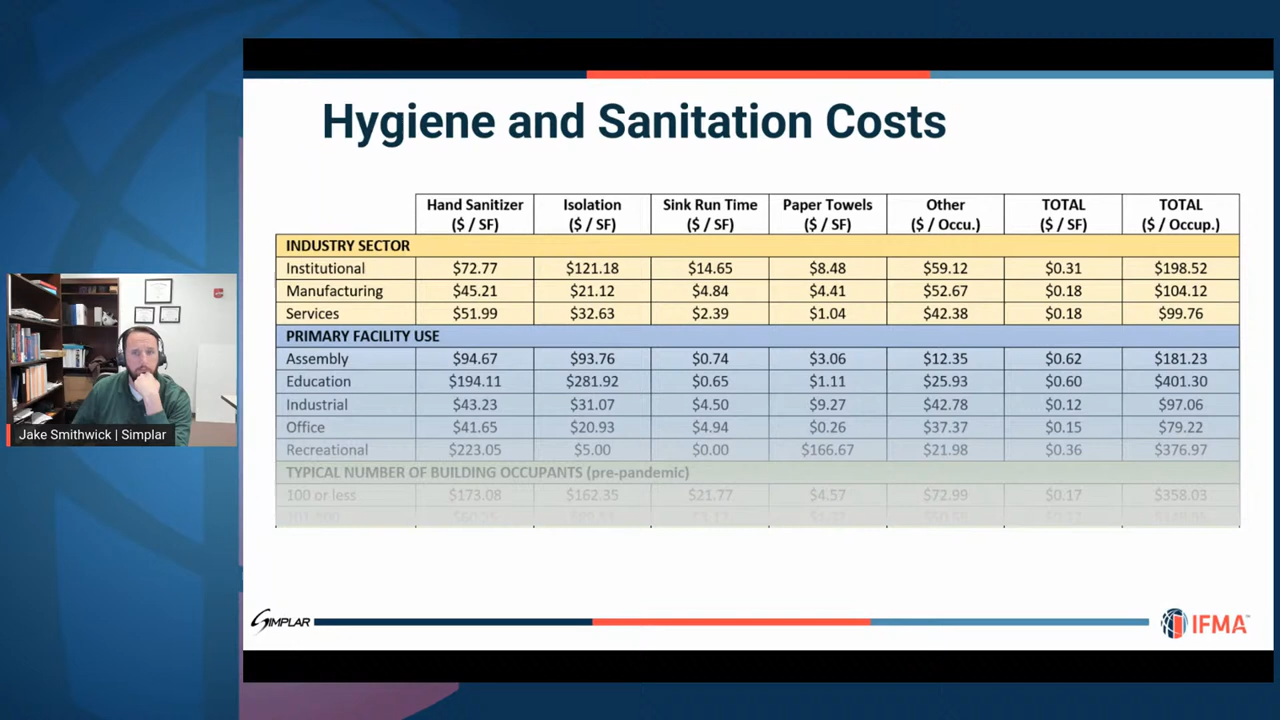 Hygiene and Sanitation Costs
Hand Sanitizer ($ / SF) Isolation ($ / SF) Sink Run Time ($ / SF) Paper Towels ($ / SF) Other ($ / Occu.) TOTAL ($ / SF) TOTAL ($ / Occup.)
INDUSTRY SECTOR
Institutional $72.77 $121.18 $14.65 $8.48 $59.12 $0.31 $198.52
Manufacturing $45.21 $21.12 $4.84 $4.41 $52.67 $0.18 $104.12
Services $51.99 $32.63 $2.39 $1.04 $42.38 $0.18 $99.76
PRIMARY FACILITY USE
Assembly $94.67 $93.76 $0.74 $3.06 $12.35 $0.62 $181.23
Education $194.11 $281.92 $0.65 $1.11 $25.93 $0.60 $401.30
Industrial $43.23 $31.07 $4.50 $9.27 $42.78 $0.12 $97.06
Office $41.65 $20.93 $4.94 $0.26 $37.37 $0.15 $79.22
Recreational $223.05 $5.00 $0.00 $166.67 $21.98 $0.36 $376.97
TYPICAL NUMBER OF BUILDING OCCUPANTS (pre-pandemic)
100 or less $173.08 $162.35 $21.77 $4.57 $72.99 $0.17 $358.03
Jake Smithwick | Simplar
SIMPLAR
IFMA